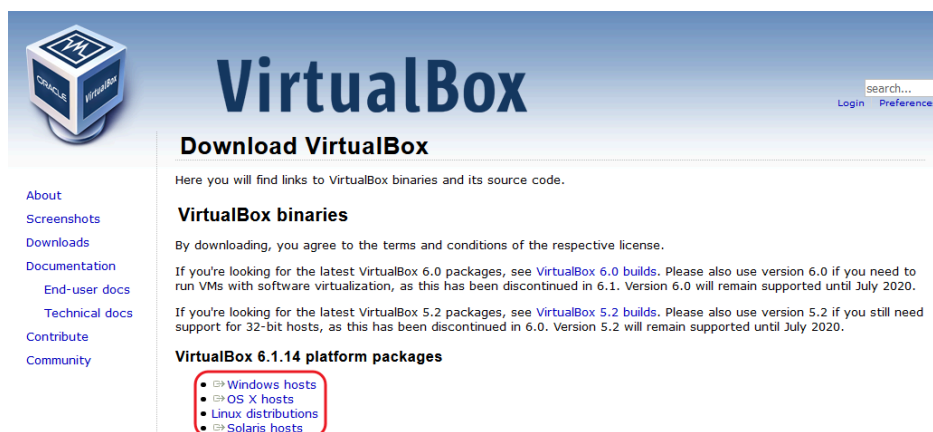 ORACLE
VirtualBox
VirtualBox
search...
Login Preference
Download VirtualBox
About
Screenshots
Downloads
Documentation
End-user docs
Technical docs
Contribute
Community
Here you will find links to VirtualBox binaries and its source code.
VirtualBox binaries
By downloading, you agree to the terms and conditions of the respective license.
If you're looking for the latest VirtualBox 6.0 packages, see VirtualBox 6.0 builds. Please also use version 6.0 if you need to
run VMs with software virtualization, as this has been discontinued in 6.1. Version 6.0 will remain supported until July 2020.
If you're looking for the latest VirtualBox 5.2 packages, see VirtualBox 5.2 builds. Please also use version 5.2 if you still need
support for 32-bit hosts, as this has been discontinued in 6.0. Version 5.2 will remain supported until July 2020.
VirtualBox 6.1.14 platform packages
• Windows hosts
• OS X hosts
• Linux distributions
• Solaris hosts